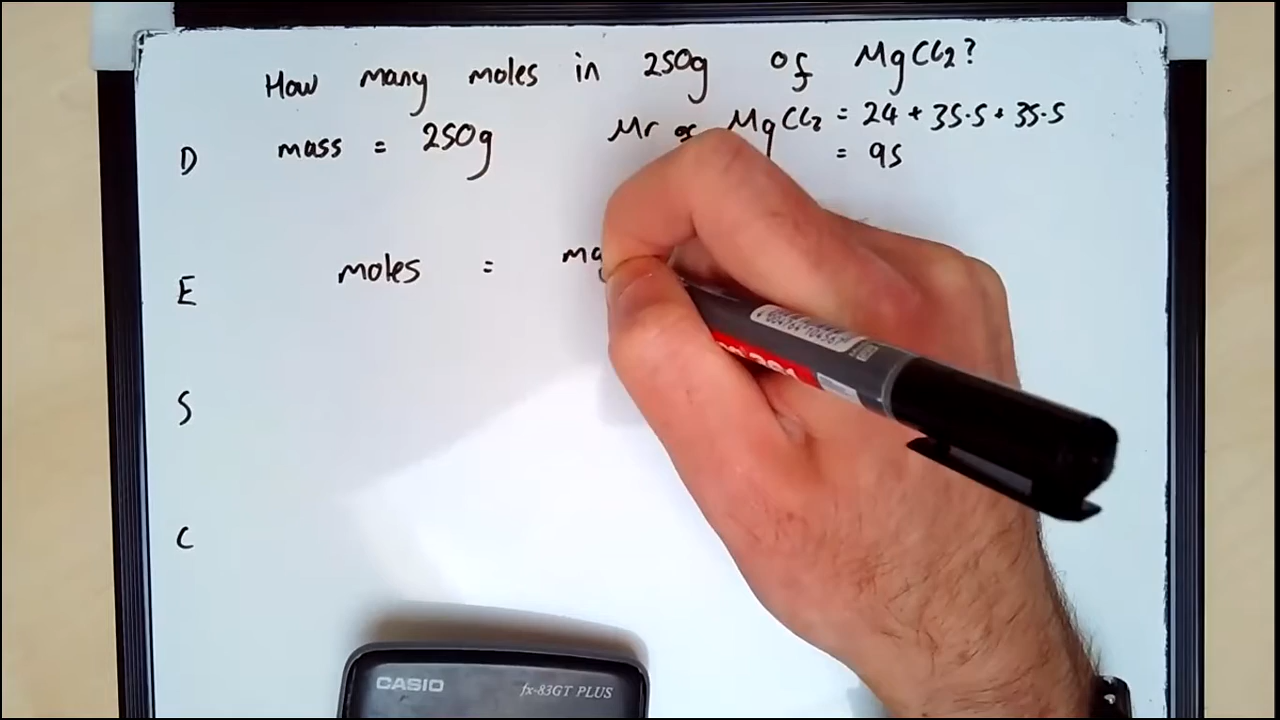 How many moles in 250g of MgCl₂?
D mass = 250g Mr of MgCl₂ = 24 + 35.5 + 35.5
= 95
E moles =
S
C
CASIO fx-83GT PLUS